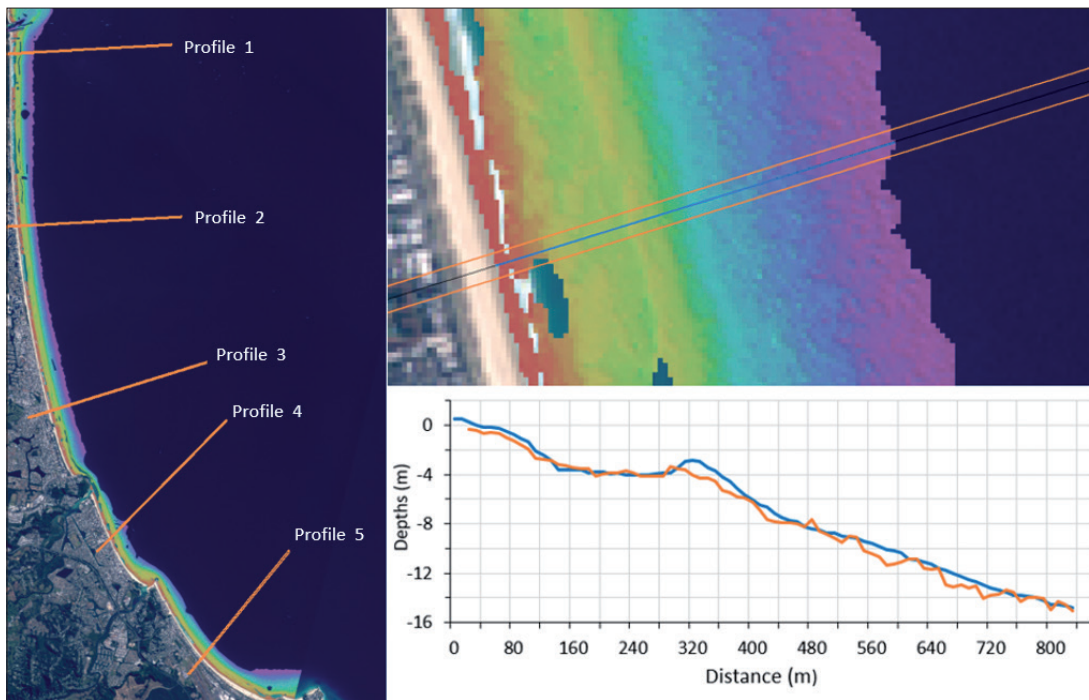 Profile 1
Profile 2
Profile 3
Profile 4
Profile 5
Depths (m)
0
-4
-8
-12
-16
0 80 160 240 320 400 480 560 640 720 800
Distance (m)